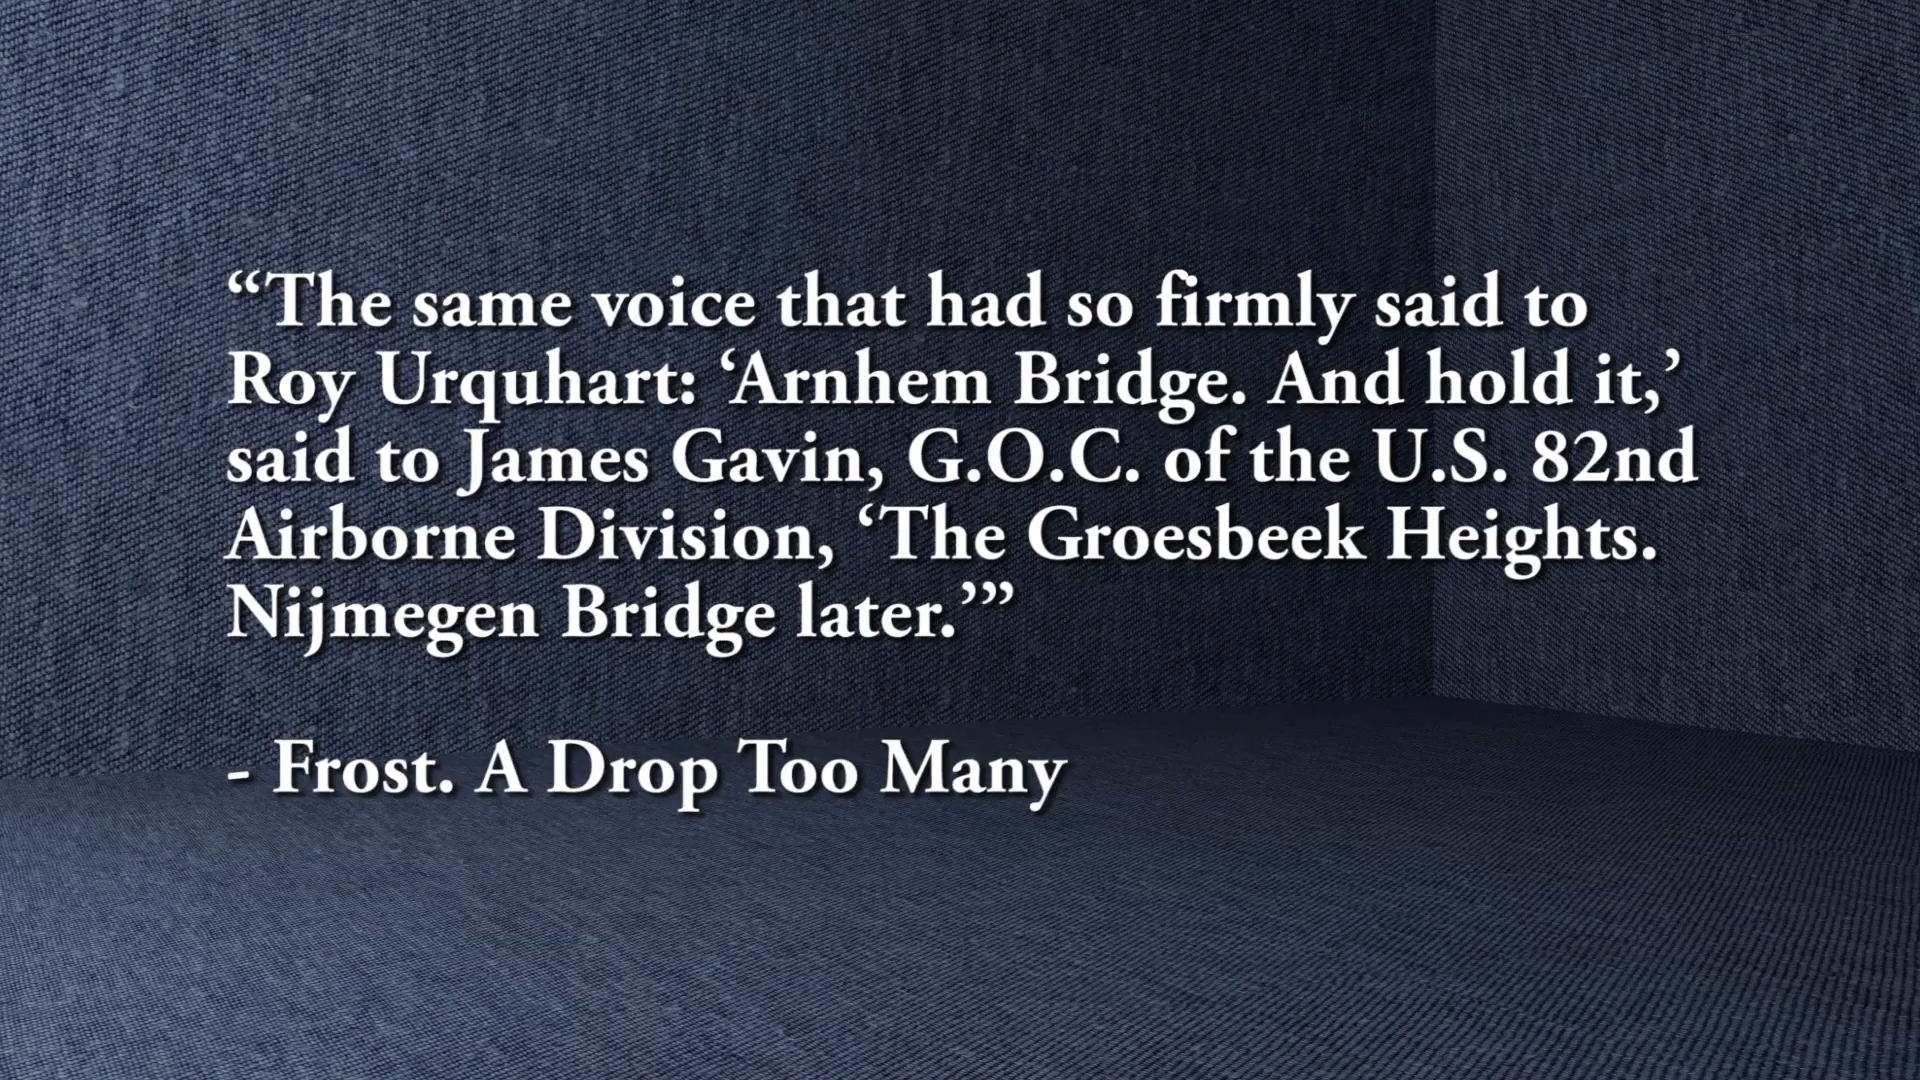 “The same voice that had so firmly said to
Roy Urquhart: ‘Arnhem Bridge. And hold it,’
said to James Gavin, G.O.C. of the U.S. 82nd
Airborne Division, ‘The Groesbeek Heights.
Nijmegen Bridge later.’”
- Frost. A Drop Too Many